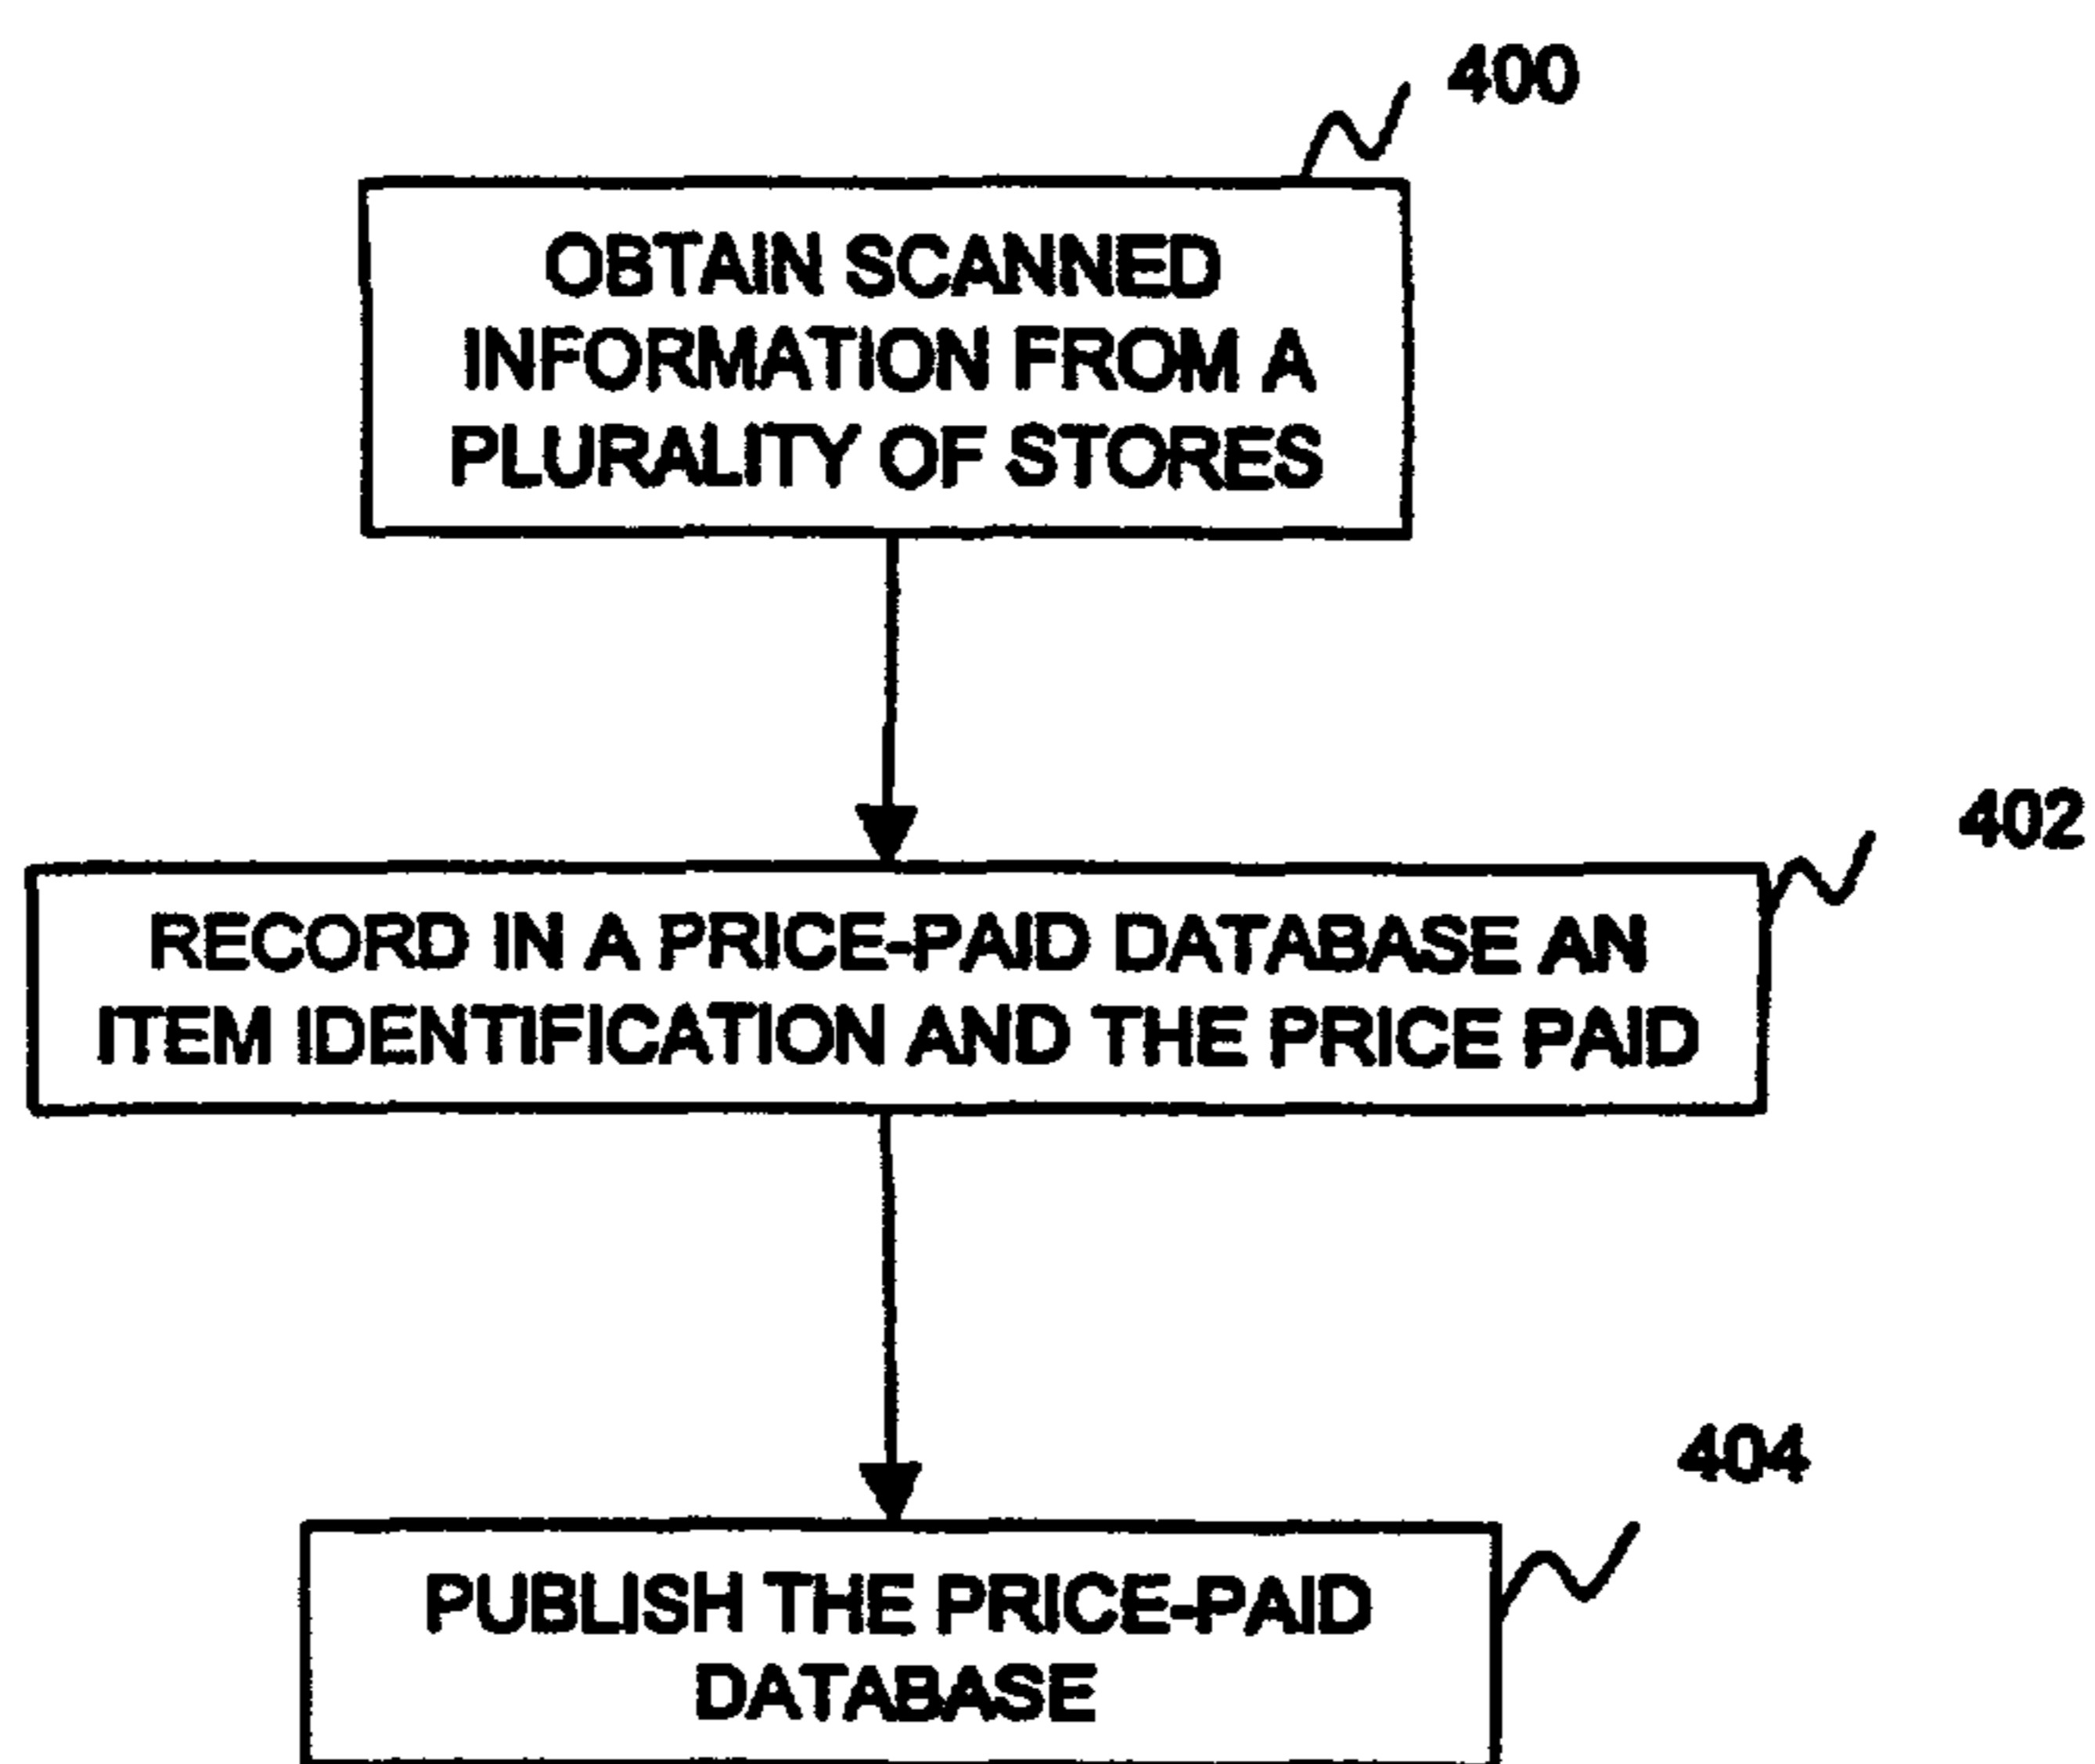 400
OBTAIN SCANNED
INFORMATION FROM A
PLURALITY OF STORES
402
RECORD IN A PRICE-PAID DATABASE AN
ITEM IDENTIFICATION AND THE PRICE PAID
404
PUBLISH THE PRICE-PAID
DATABASE